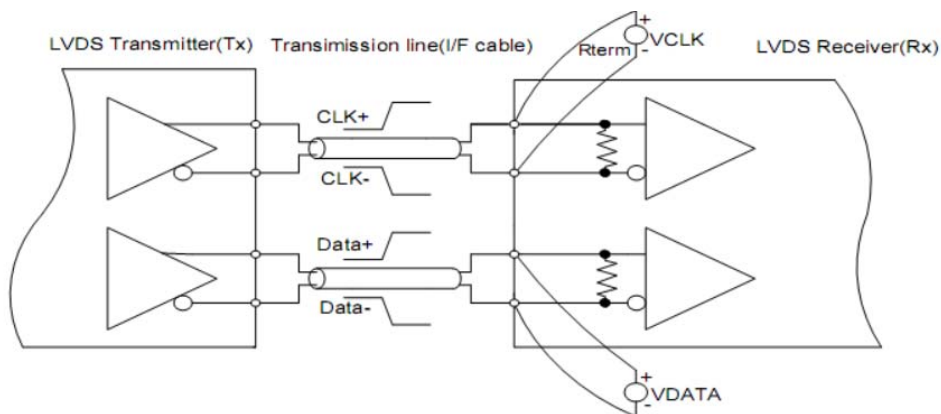 LVDS Transmitter(Tx)
Transimission line(I/F cable)
Rterm
+
VCLK
-
LVDS Receiver(Rx)
CLK+
CLK-
Data+
Data-
+
VDATA
-